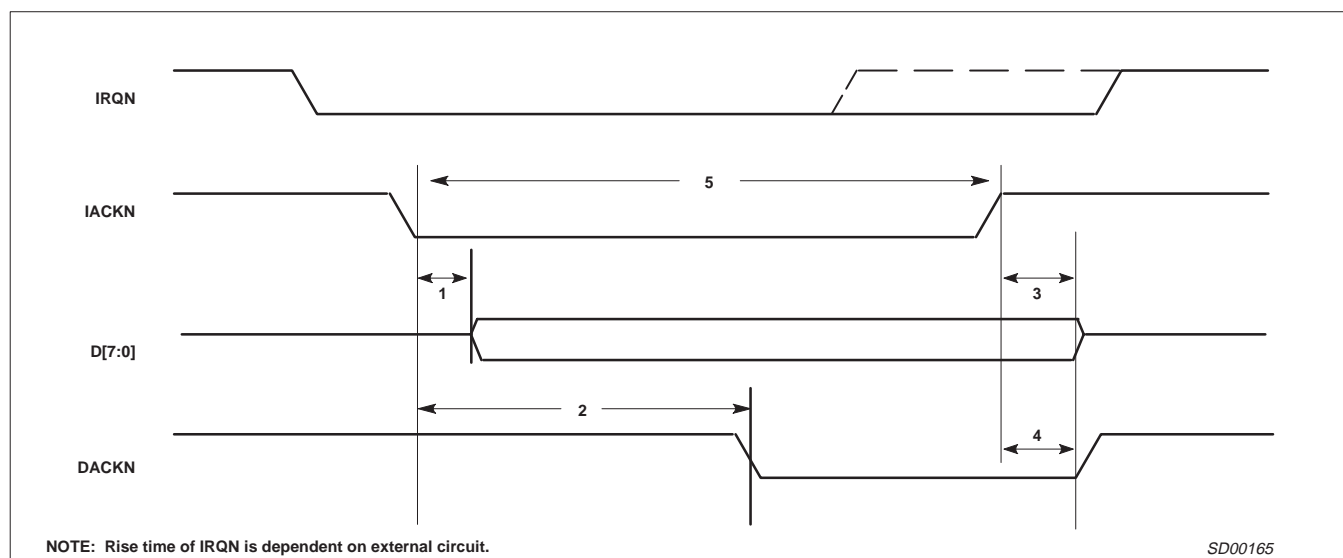 IRQN
5
IACKN
1
3
D[7:0]
2
4
DACKN
NOTE: Rise time of IRQN is dependent on external circuit.
SD00165